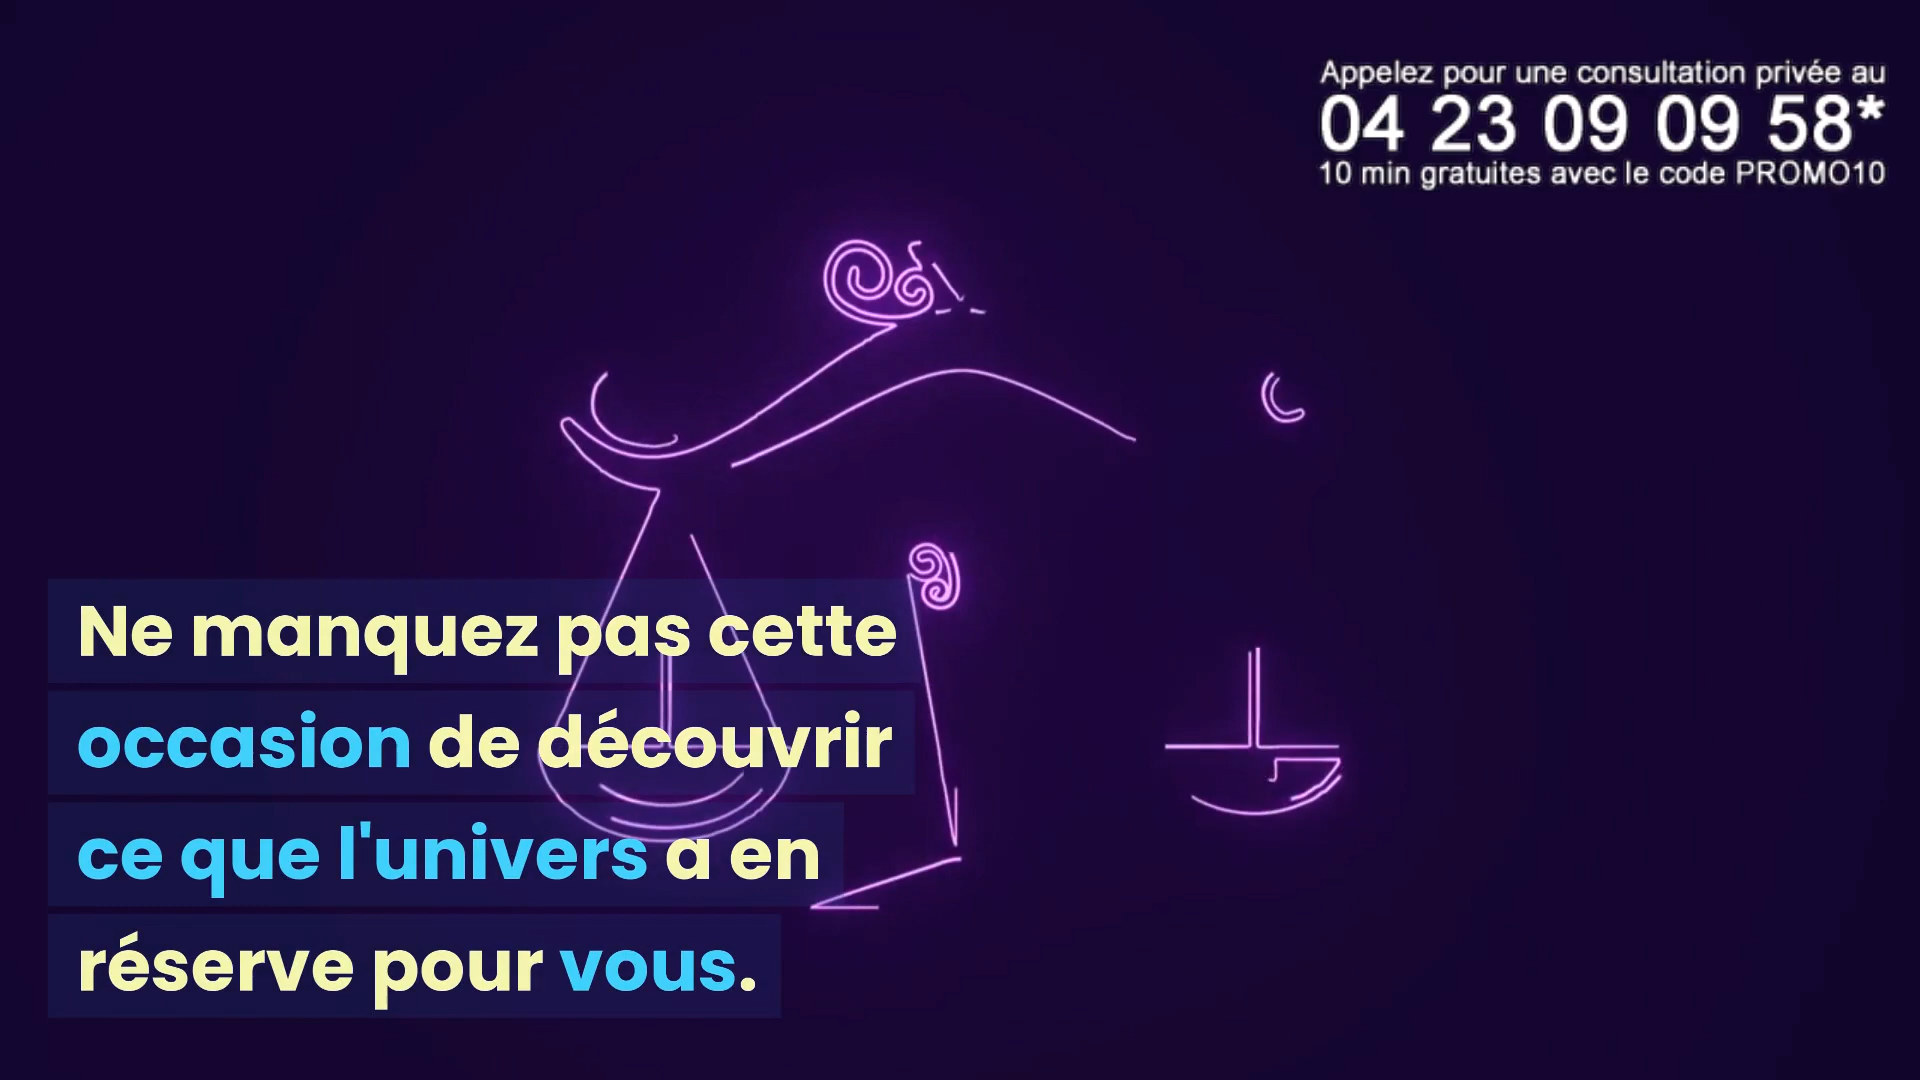 Appelez pour une consultation privée au
04 23 09 09 58*
10 min gratuites avec le code PROMO10
Ne manquez pas cette
occasion de découvrir
ce que l'univers a en
réserve pour vous.